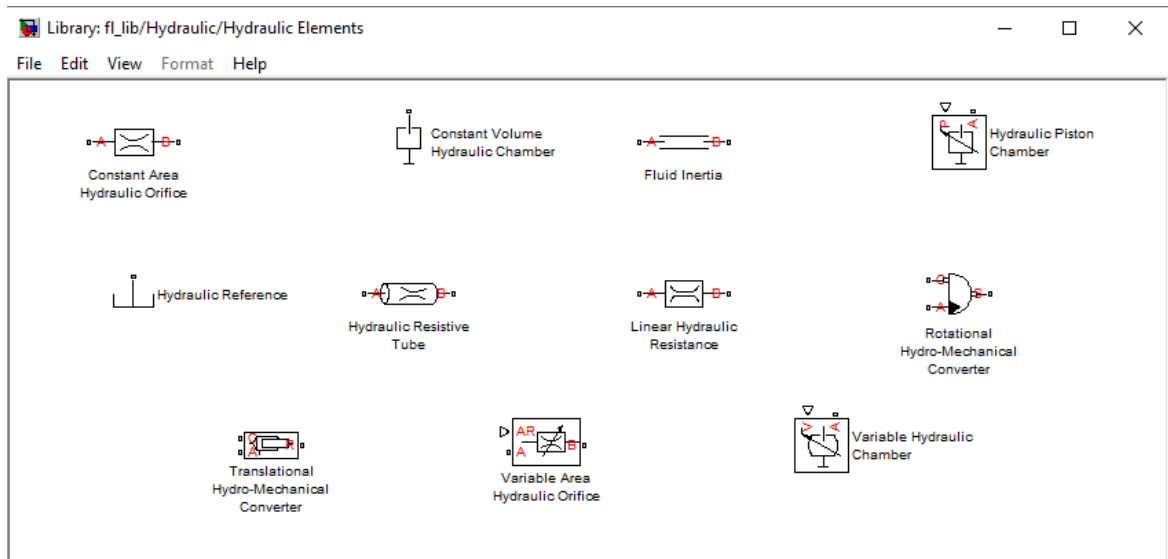 Library: fl_lib/Hydraulic/Hydraulic Elements
File Edit View Format Help
A B
Constant Area
Hydraulic Orifice
Constant Volume
Hydraulic Chamber
A B
Fluid Inertia
P A
Hydraulic Piston
Chamber
Hydraulic Reference
A B
Hydraulic Resistive
Tube
A B
Linear Hydraulic
Resistance
C S
A
Rotational
Hydro-Mechanical
Converter
C R
A
Translational
Hydro-Mechanical
Converter
AR
A B
Variable Area
Hydraulic Orifice
V A
Variable Hydraulic
Chamber